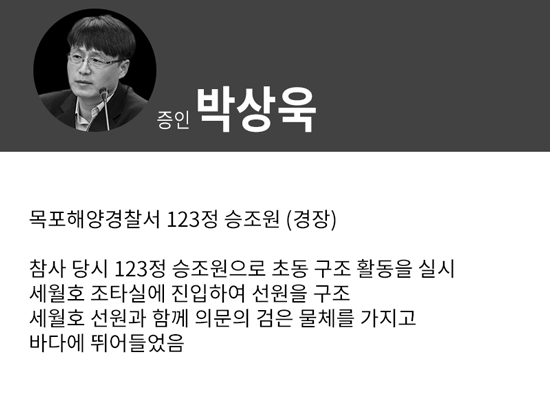 증인 박상욱
목포해양경찰서 123정 승조원 (경장)
참사 당시 123정 승조원으로 초동 구조 활동을 실시
세월호 조타실에 진입하여 선원을 구조
세월호 선원과 함께 의문의 검은 물체를 가지고
바다에 뛰어들었음